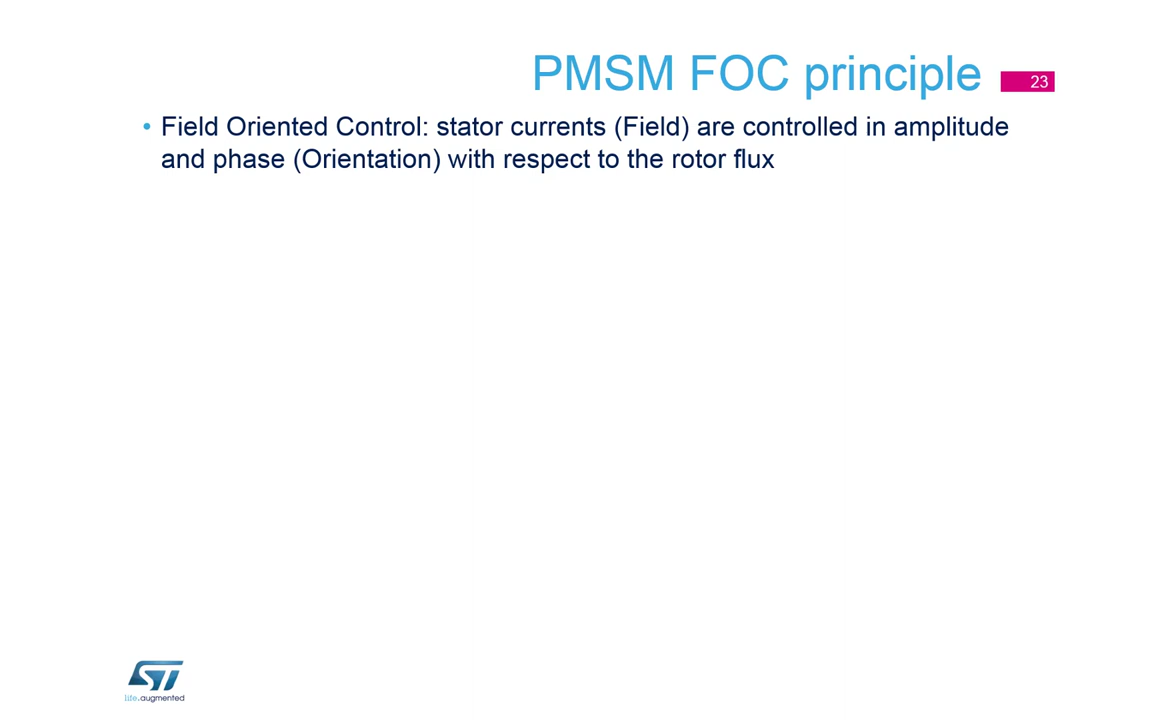 PMSM FOC principle
23
• Field Oriented Control: stator currents (Field) are controlled in amplitude
and phase (Orientation) with respect to the rotor flux
ST
life.augmented